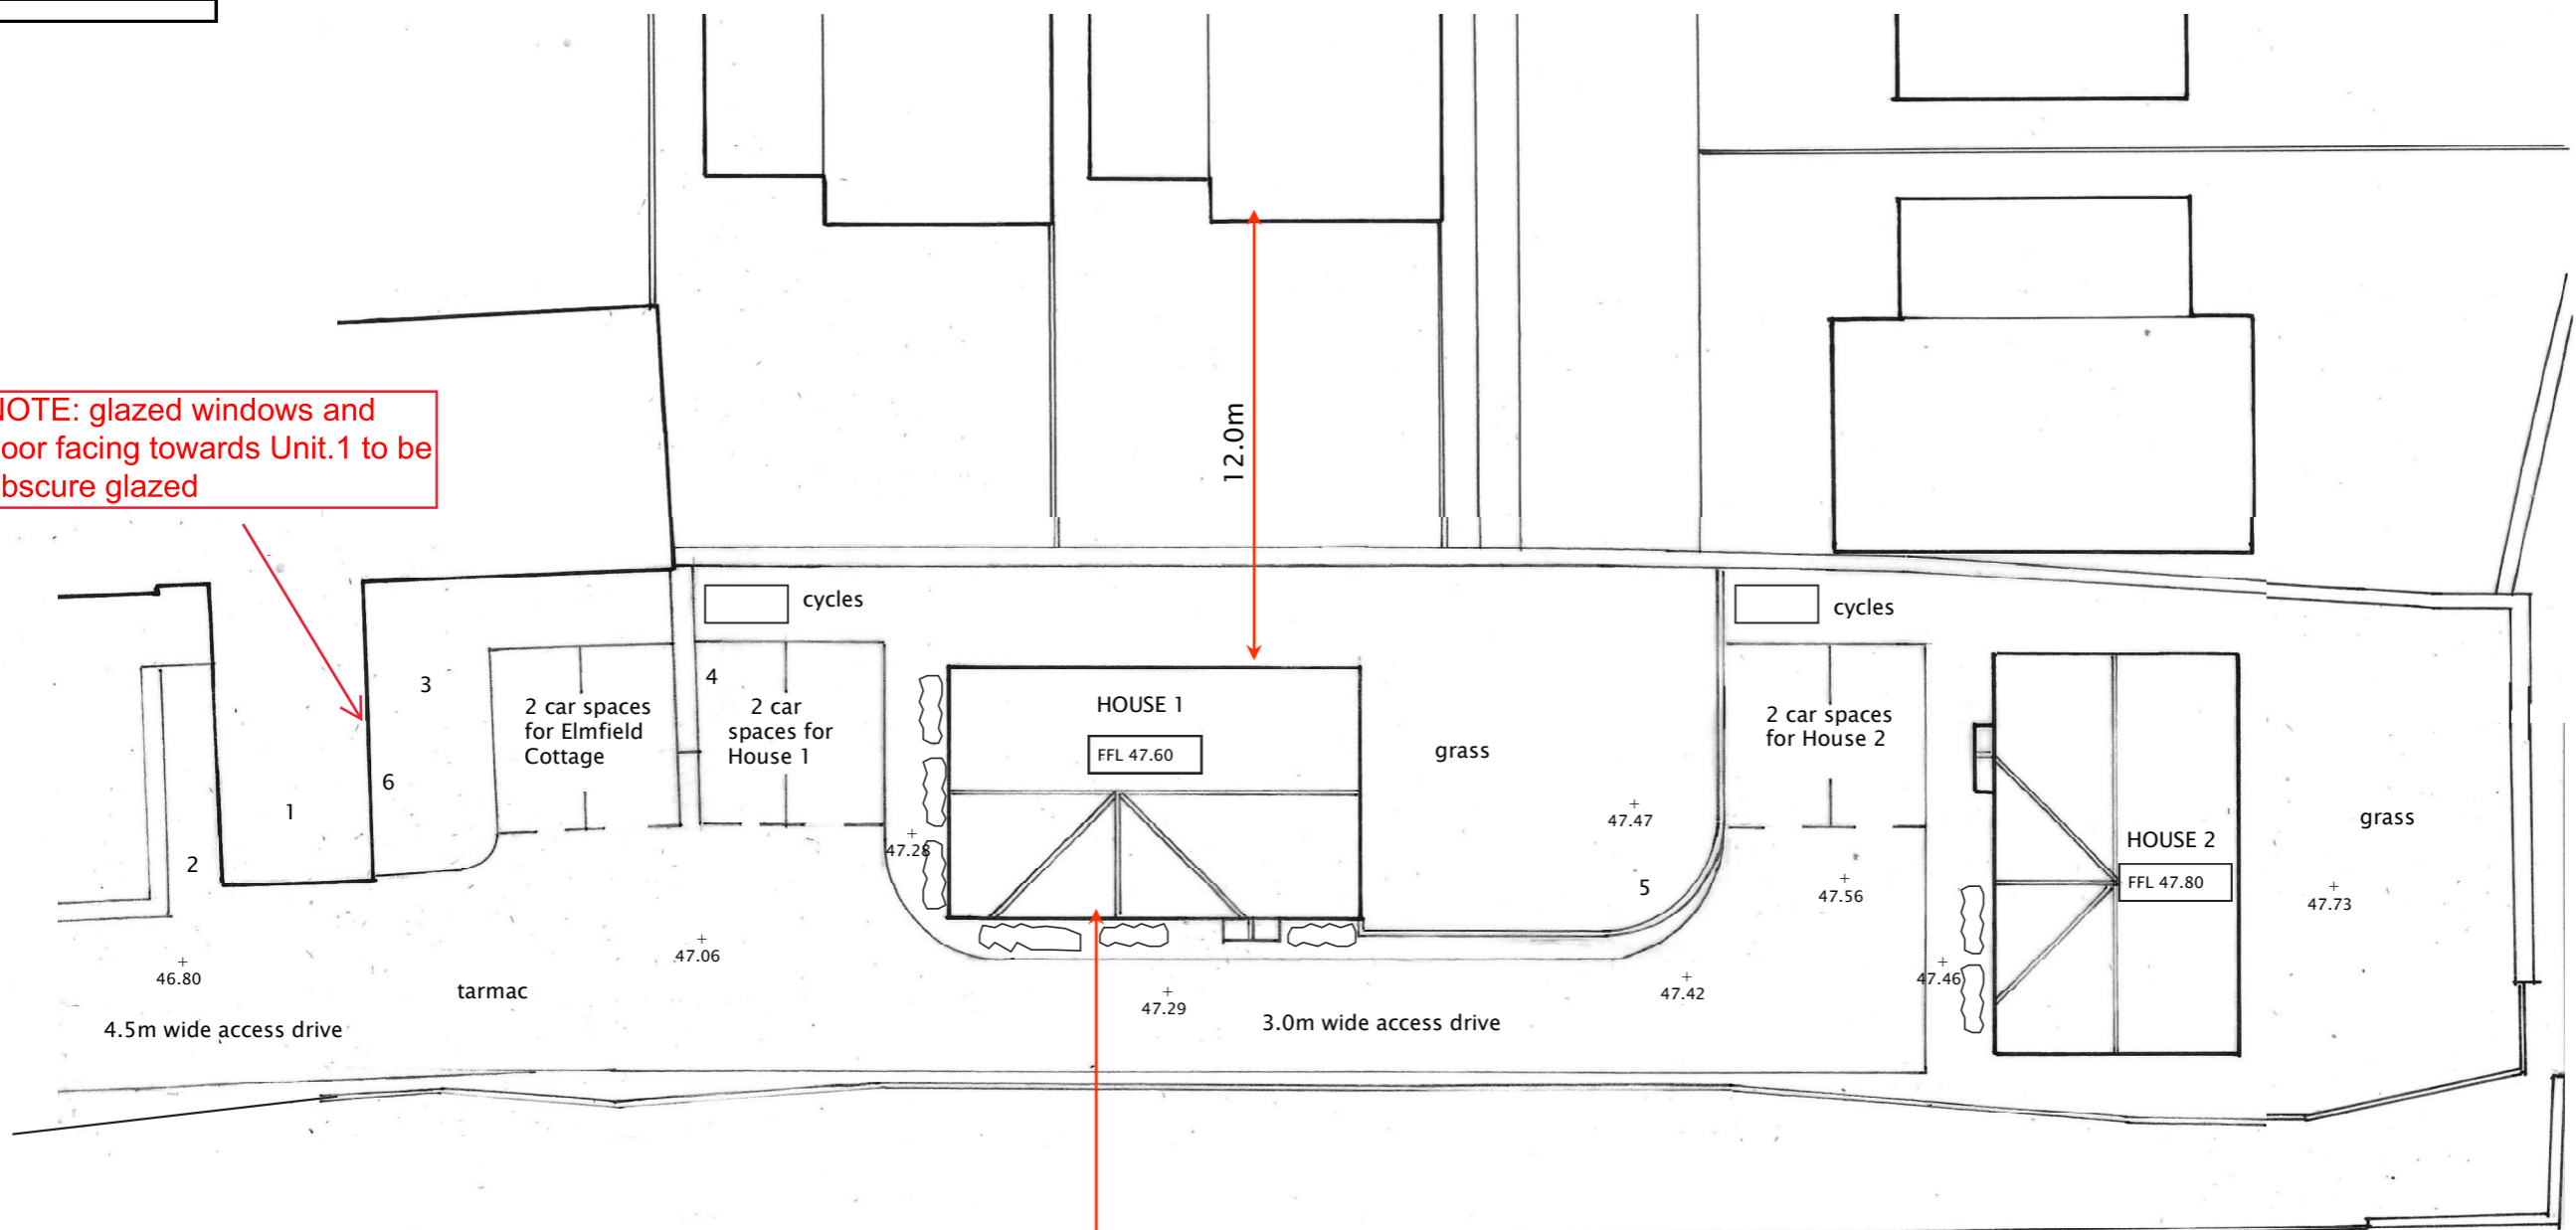 12.0m
NOTE: glazed windows and
oor facing towards Unit.1 to be
bscure glazed
cycles
cycles
3
4
2 car spaces
for Elmfield
Cottage
2 car
spaces for
House 1
HOUSE 1
FFL 47.60
grass
2 car spaces
for House 2
6
1
2
47.28
47.47
5
47.56
HOUSE 2
FFL 47.80
grass
47.73
46.80
47.06
tarmac
47.29
47.42
47.46
4.5m wide access drive
3.0m wide access drive